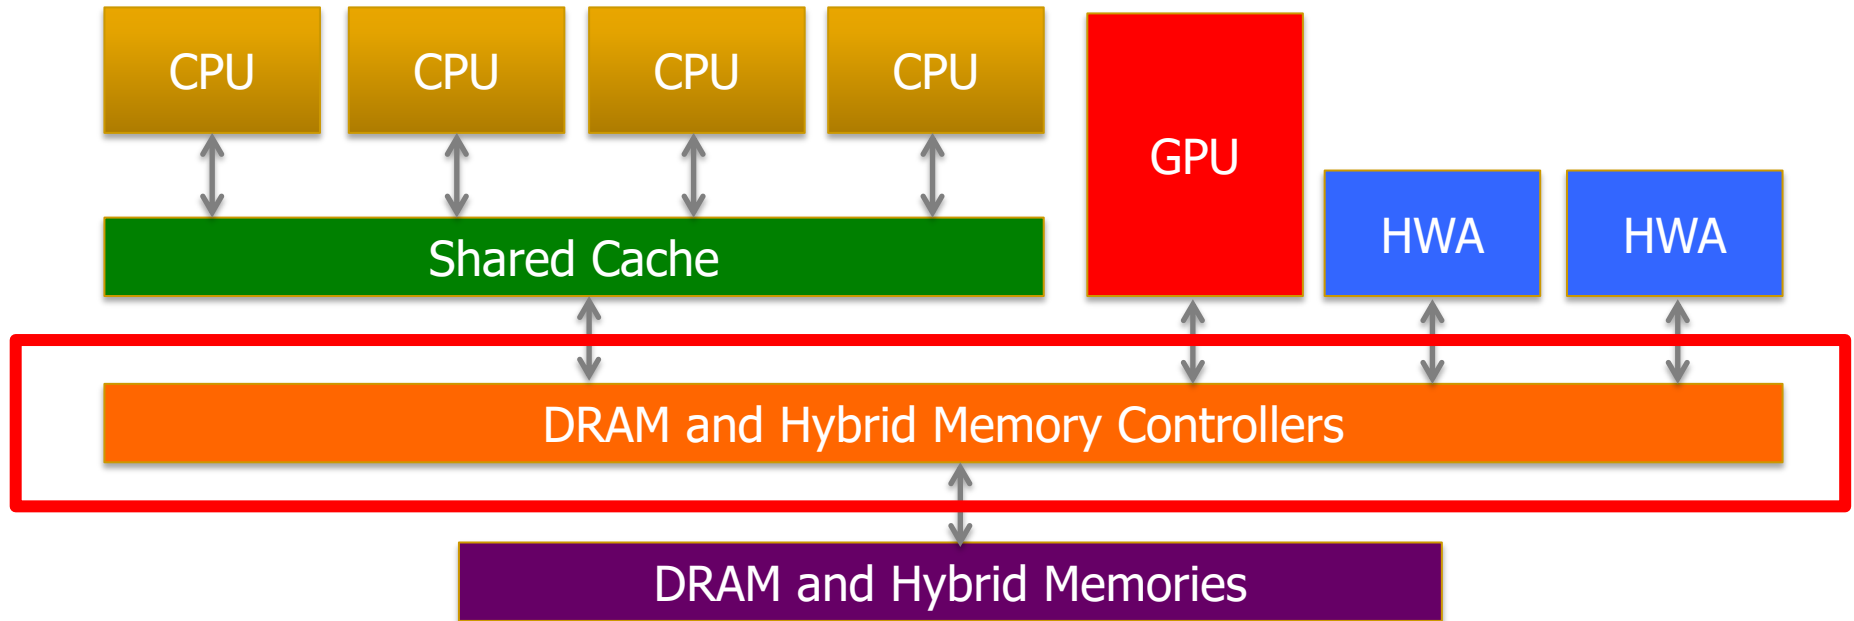 CPU
CPU
CPU
CPU
GPU
HWA
HWA
Shared Cache
DRAM and Hybrid Memory Controllers
DRAM and Hybrid Memories